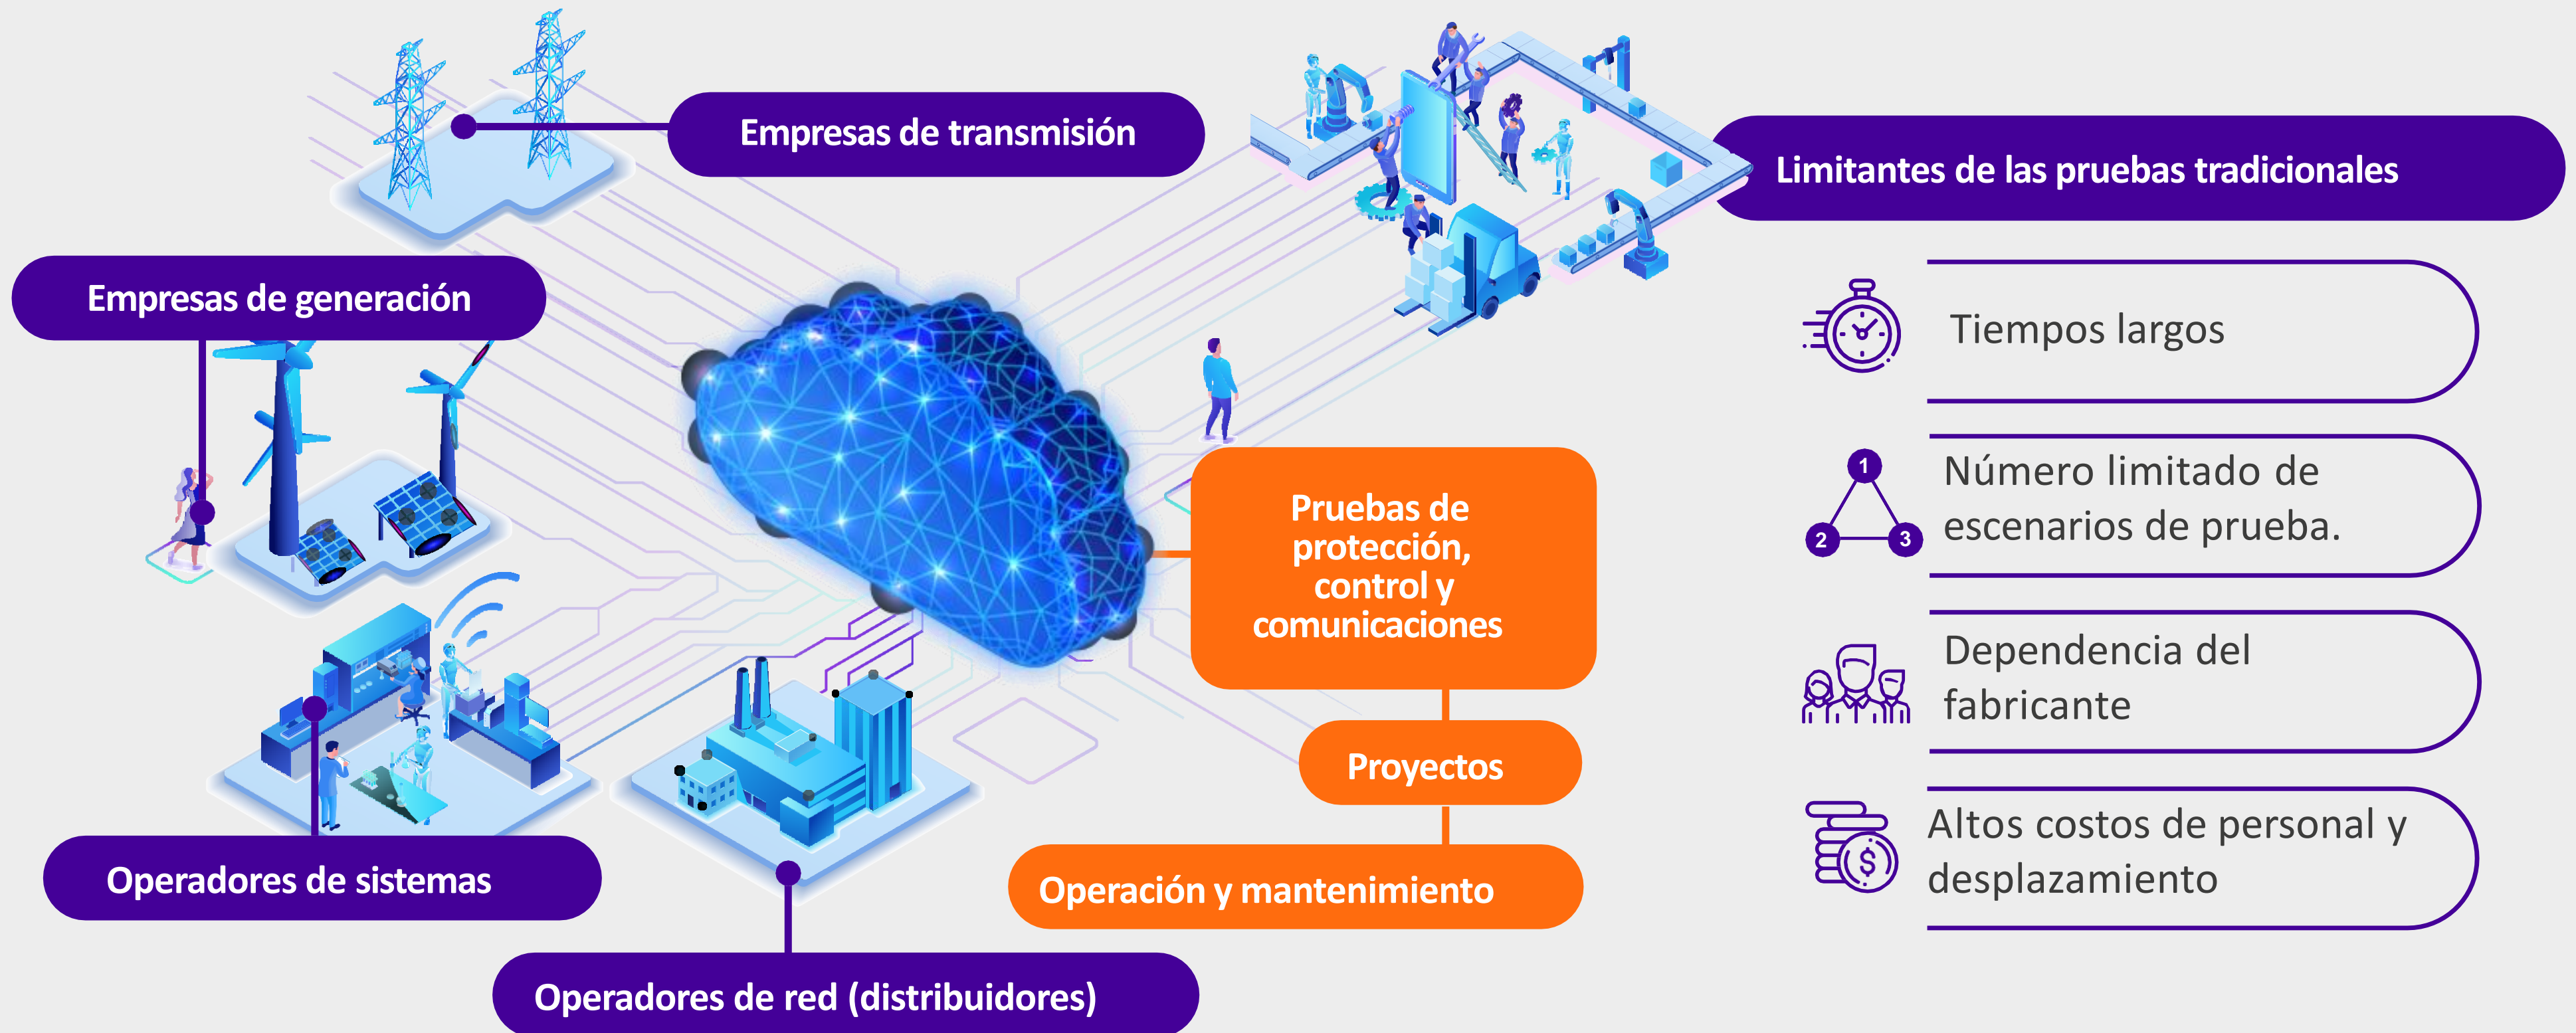 Empresas de transmisión
Empresas de generación
Operadores de sistemas
Operadores de red (distribuidores)
Pruebas de
protección,
control y
comunicaciones
Proyectos
Operación y mantenimiento
Limitantes de las pruebas tradicionales
Tiempos largos
1
2
3
Número limitado de
escenarios de prueba.
Dependencia del
fabricante
$
Altos costos de personal y
desplazamiento